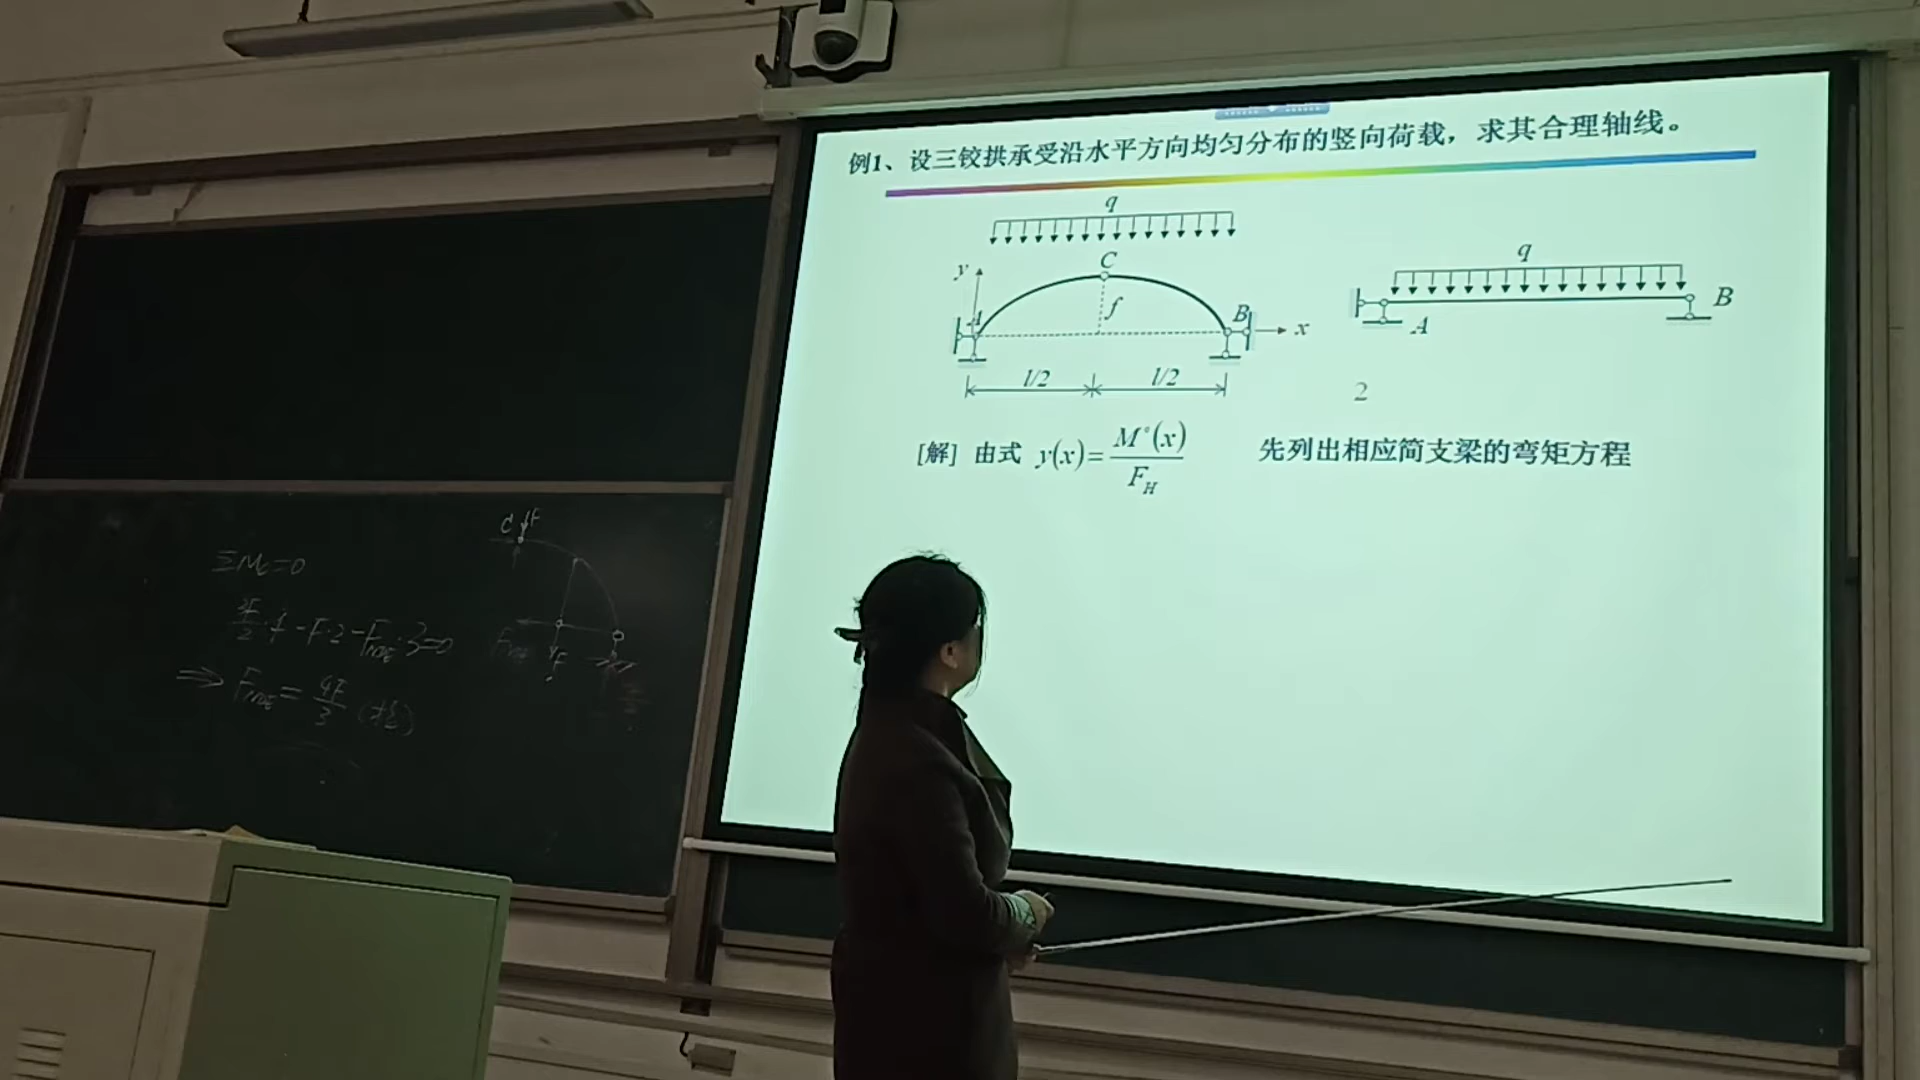 例1、设三铰拱承受沿水平方向均匀分布的竖向荷载，求其合理轴线。
q
y
C
f
A
B
x
l/2
l/2
q
A
B
2
[解] 由式 y(x)=M°(x)/F_H 先列出相应简支梁的弯矩方程
C
F
ΣM_C=0